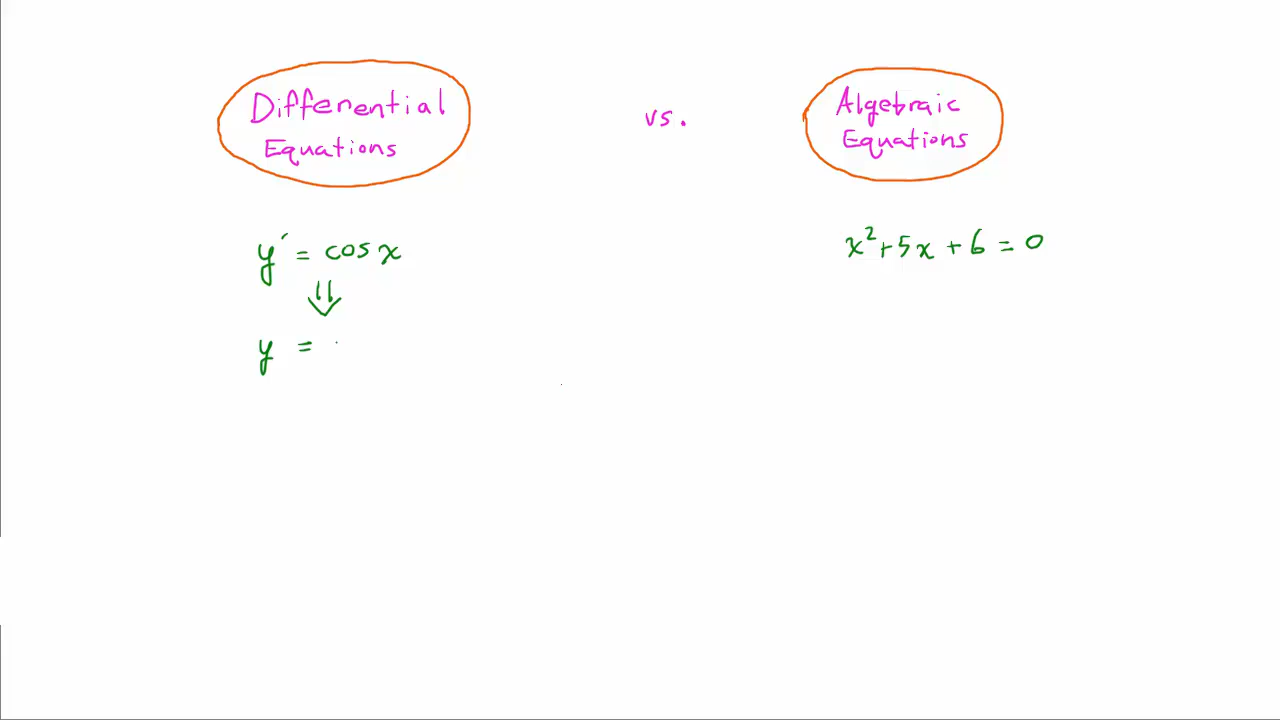 Differential
Equations
vs.
Algebraic
Equations
y′ = cos x
⇓
y =
x² + 5x + 6 = 0